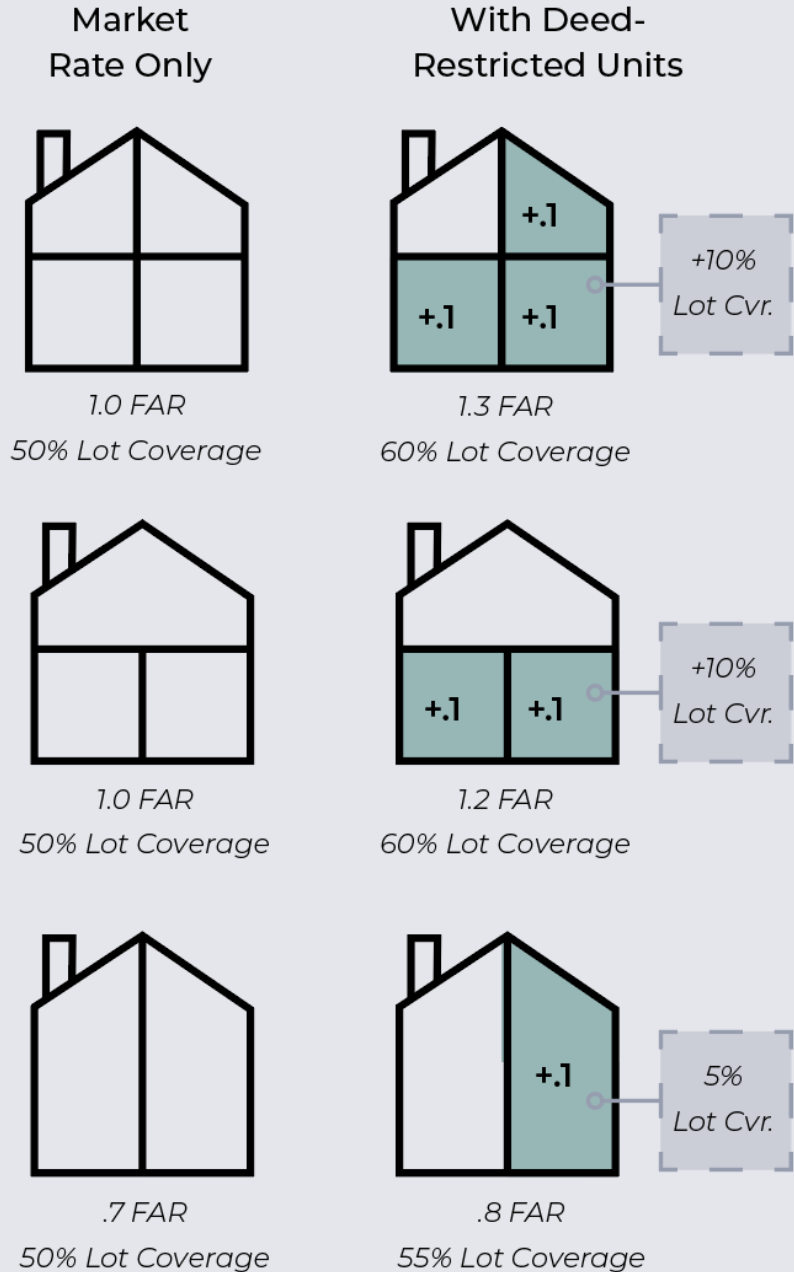 Market
Rate Only
With Deed-
Restricted Units
+.1
+.1
+.1
+10%
Lot Cvr.
1.0 FAR
50% Lot Coverage
1.3 FAR
60% Lot Coverage
+.1
+.1
+10%
Lot Cvr.
1.0 FAR
50% Lot Coverage
1.2 FAR
60% Lot Coverage
+.1
5%
Lot Cvr.
.7 FAR
50% Lot Coverage
.8 FAR
55% Lot Coverage